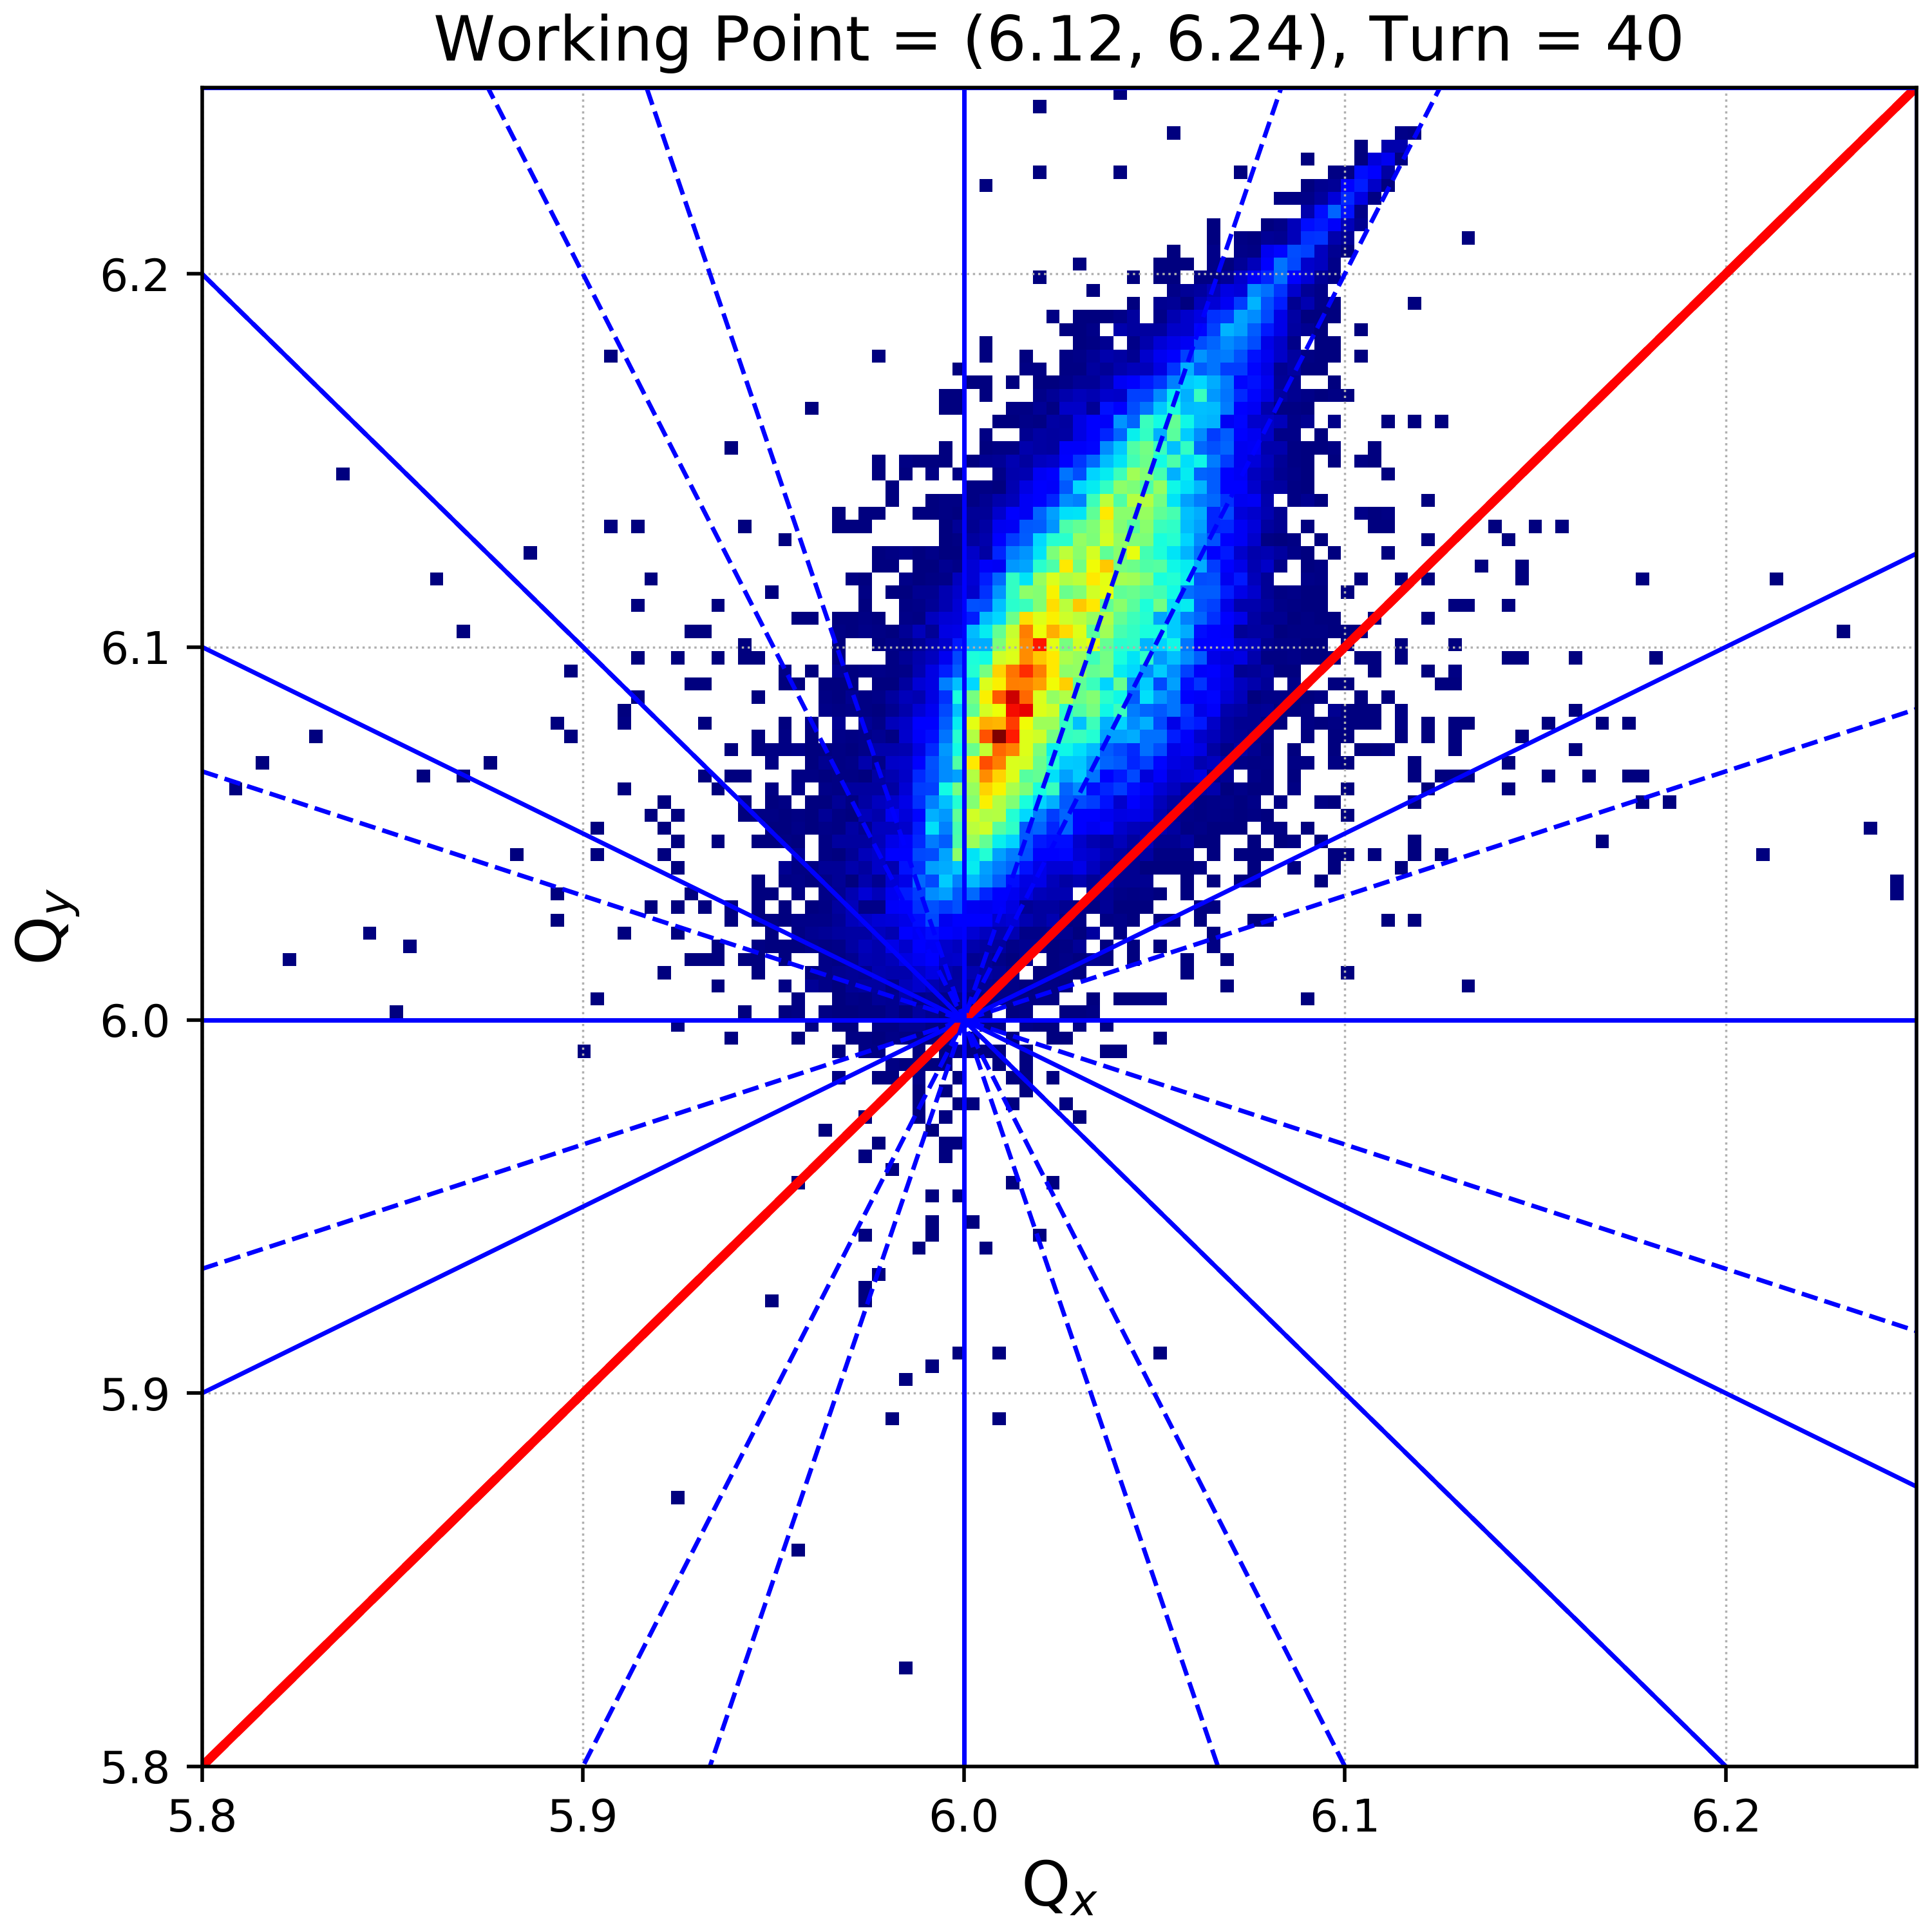 Working Point = (6.12, 6.24), Turn = 40
6.2
6.1
6.0
5.9
5.8
Qy
5.8 5.9 6.0 6.1 6.2
Qx